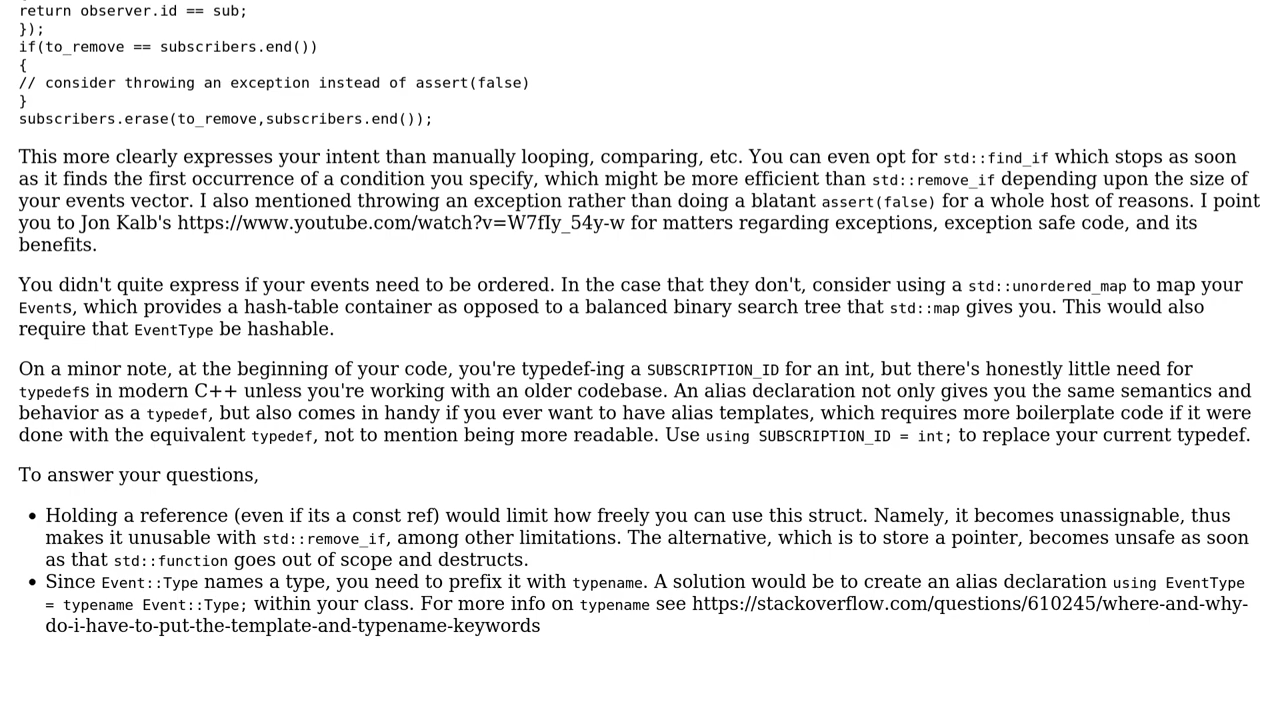 return observer.id == sub;
});
if(to_remove == subscribers.end())
{
// consider throwing an exception instead of assert(false)
}
subscribers.erase(to_remove,subscribers.end());
This more clearly expresses your intent than manually looping, comparing, etc. You can even opt for std::find_if which stops as soon
as it finds the first occurrence of a condition you specify, which might be more efficient than std::remove_if depending upon the size of
your events vector. I also mentioned throwing an exception rather than doing a blatant assert(false) for a whole host of reasons. I point
you to Jon Kalb's https://www.youtube.com/watch?v=W7fIy_54y-w for matters regarding exceptions, exception safe code, and its
benefits.
You didn't quite express if your events need to be ordered. In the case that they don't, consider using a std::unordered_map to map your
Events, which provides a hash-table container as opposed to a balanced binary search tree that std::map gives you. This would also
require that EventType be hashable.
On a minor note, at the beginning of your code, you're typedef-ing a SUBSCRIPTION_ID for an int, but there's honestly little need for
typedefs in modern C++ unless you're working with an older codebase. An alias declaration not only gives you the same semantics and
behavior as a typedef, but also comes in handy if you ever want to have alias templates, which requires more boilerplate code if it were
done with the equivalent typedef, not to mention being more readable. Use using SUBSCRIPTION_ID = int; to replace your current typedef.
To answer your questions,
• Holding a reference (even if its a const ref) would limit how freely you can use this struct. Namely, it becomes unassignable, thus
makes it unusable with std::remove_if, among other limitations. The alternative, which is to store a pointer, becomes unsafe as soon
as that std::function goes out of scope and destructs.
• Since Event::Type names a type, you need to prefix it with typename. A solution would be to create an alias declaration using EventType
= typename Event::Type; within your class. For more info on typename see https://stackoverflow.com/questions/610245/where-and-why-
do-i-have-to-put-the-template-and-typename-keywords